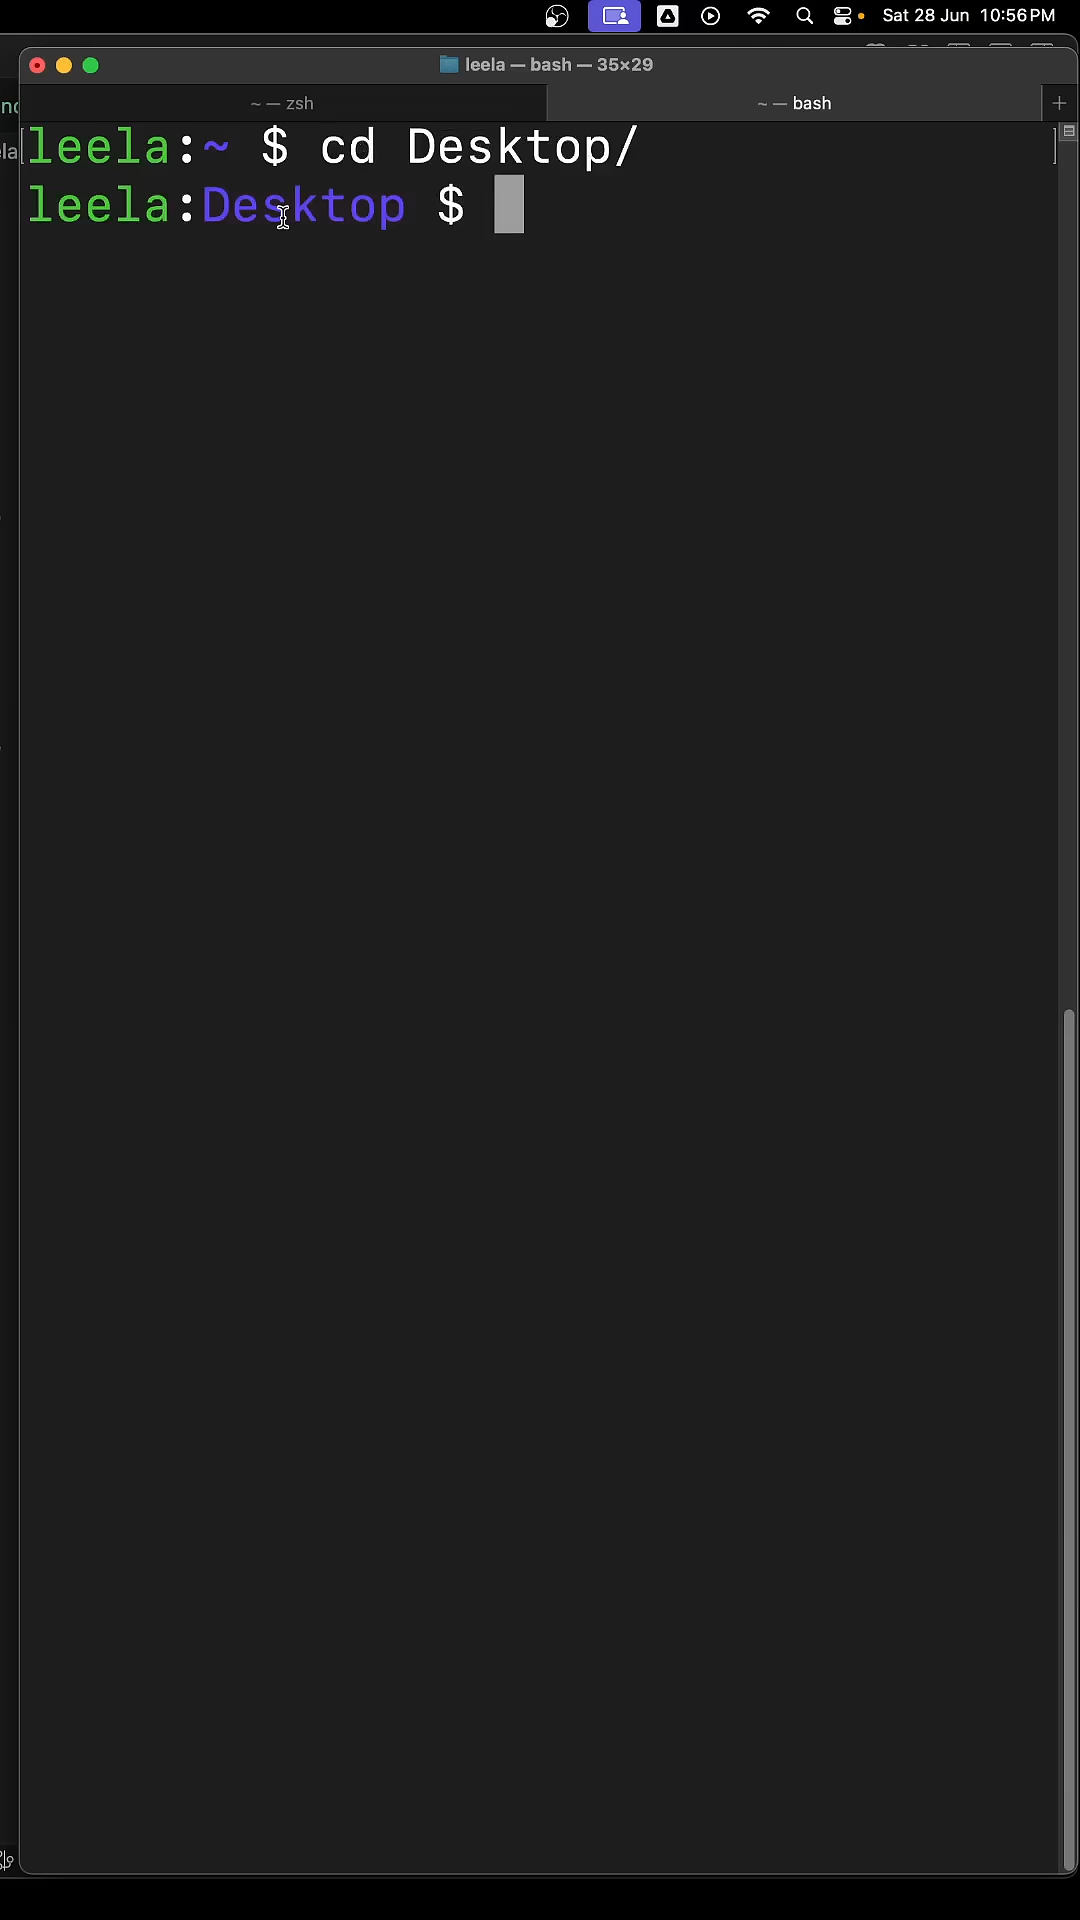 Sat 28 Jun 10:56 PM
leela — bash — 35×29
~ — zsh
~ — bash
leela:~ $ cd Desktop/
leela:Desktop $